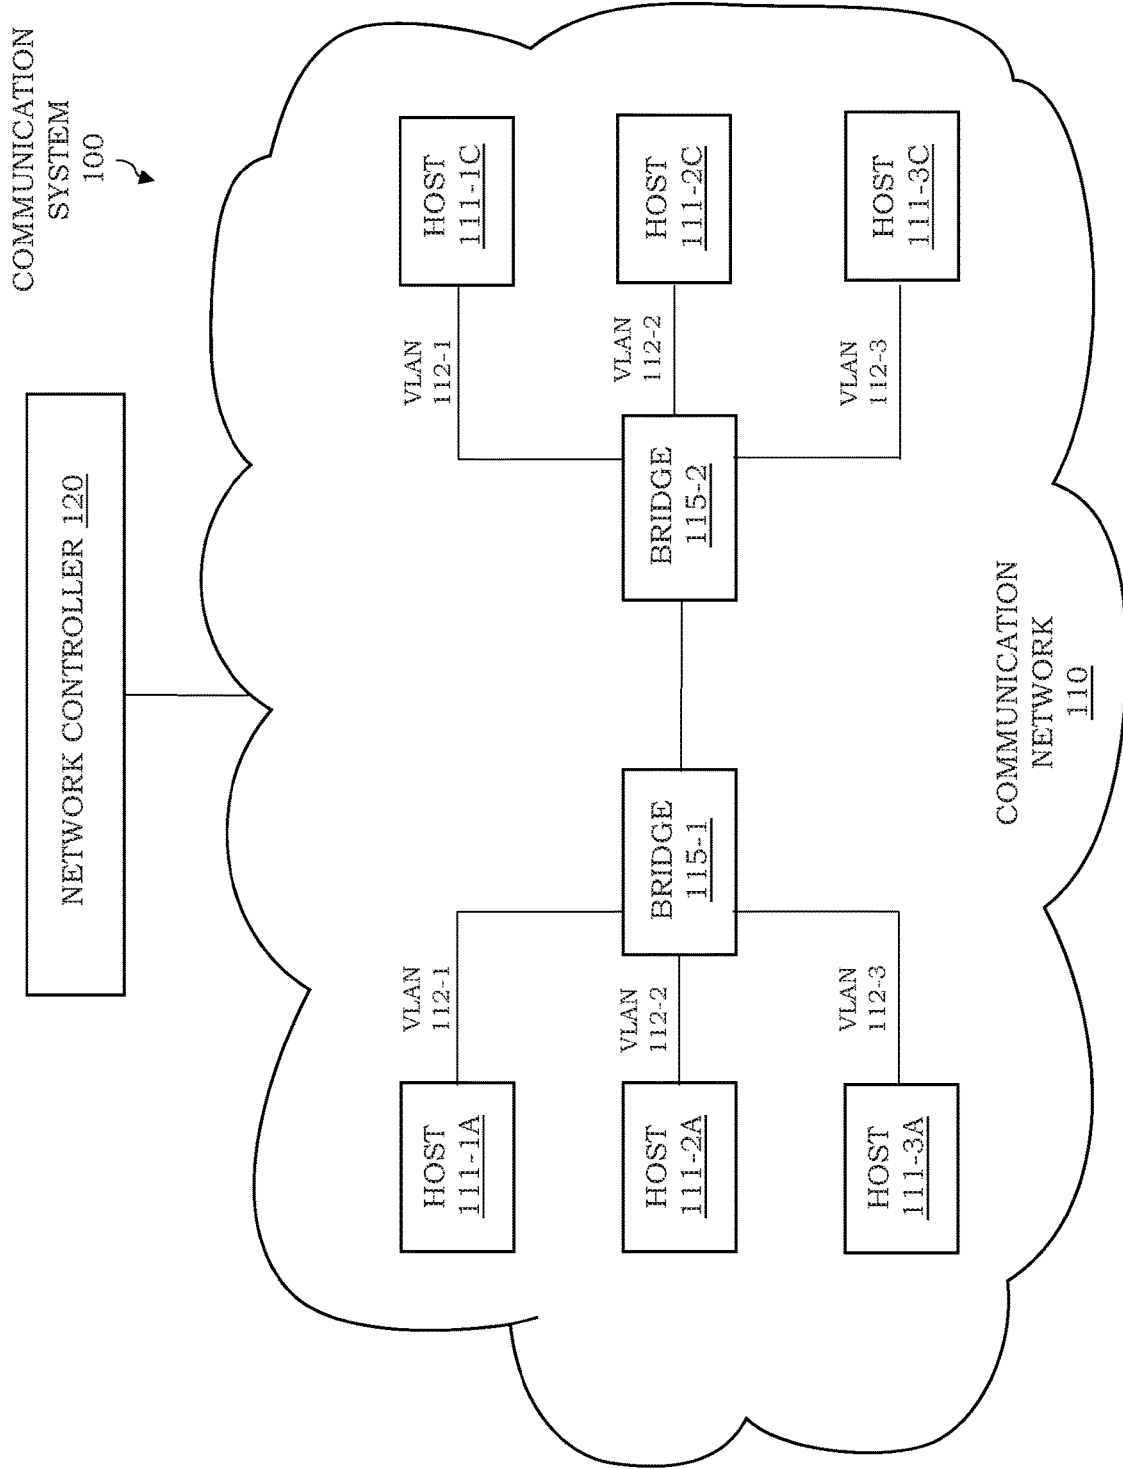 COMMUNICATION
SYSTEM
100
NETWORK CONTROLLER 120
HOST
111-1A
VLAN
112-1
VLAN
112-1
HOST
111-1C
HOST
111-2A
VLAN
112-2
BRIDGE
115-1
BRIDGE
115-2
VLAN
112-2
HOST
111-2C
HOST
111-3A
VLAN
112-3
VLAN
112-3
HOST
111-3C
COMMUNICATION
NETWORK
110